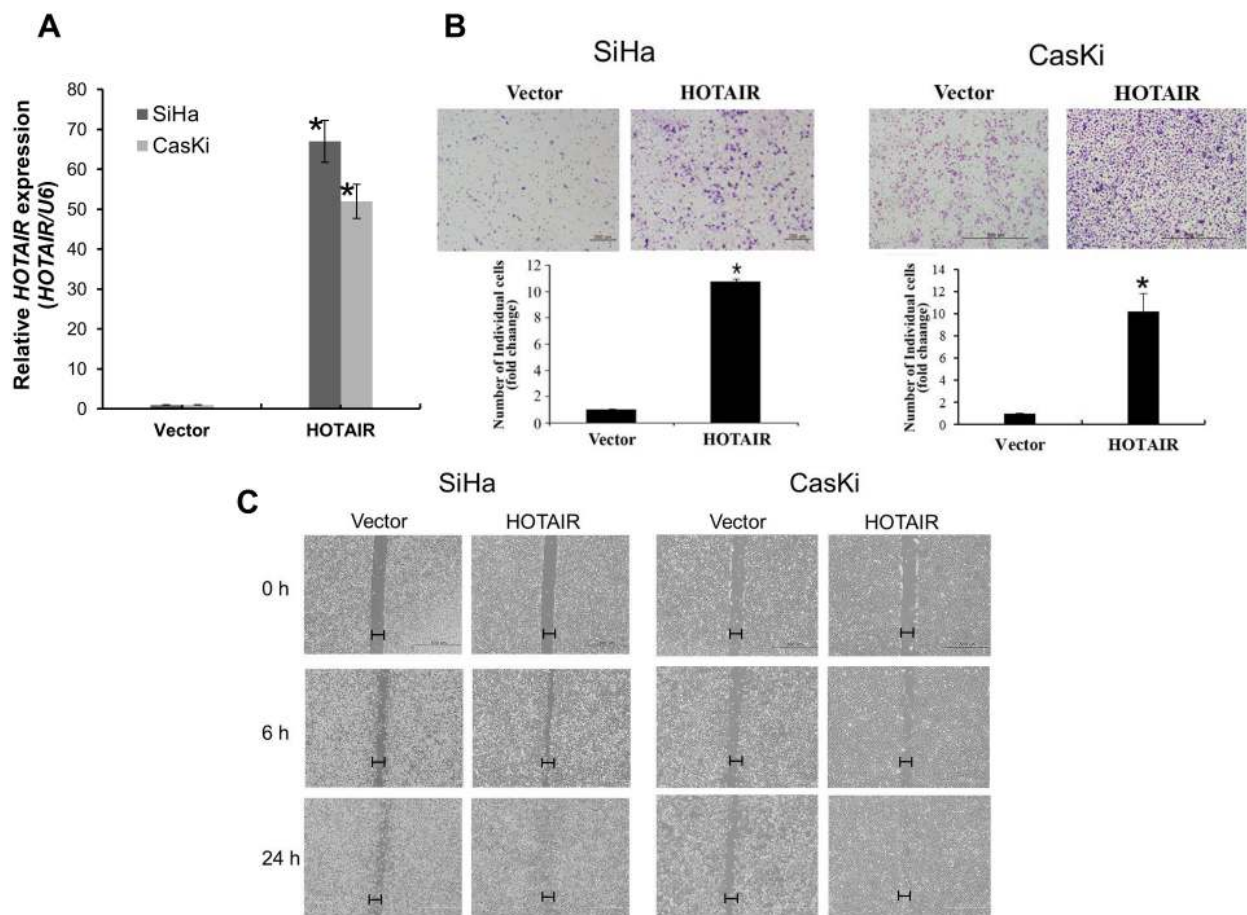 A
80
70
60
50
40
30
20
10
0
Relative HOTAIR expression
(HOTAIR/U6)
SiHa
CasKi
*
*
Vector
HOTAIR
B
SiHa
CasKi
Vector
HOTAIR
Vector
HOTAIR
12
10
8
6
4
2
0
Number of Individual cells
(fold chaange)
*
Vector
HOTAIR
14
12
10
8
6
4
2
0
Number of Individual cells
(fold chaange)
*
Vector
HOTAIR
C
SiHa
CasKi
Vector
HOTAIR
Vector
HOTAIR
0 h
6 h
24 h